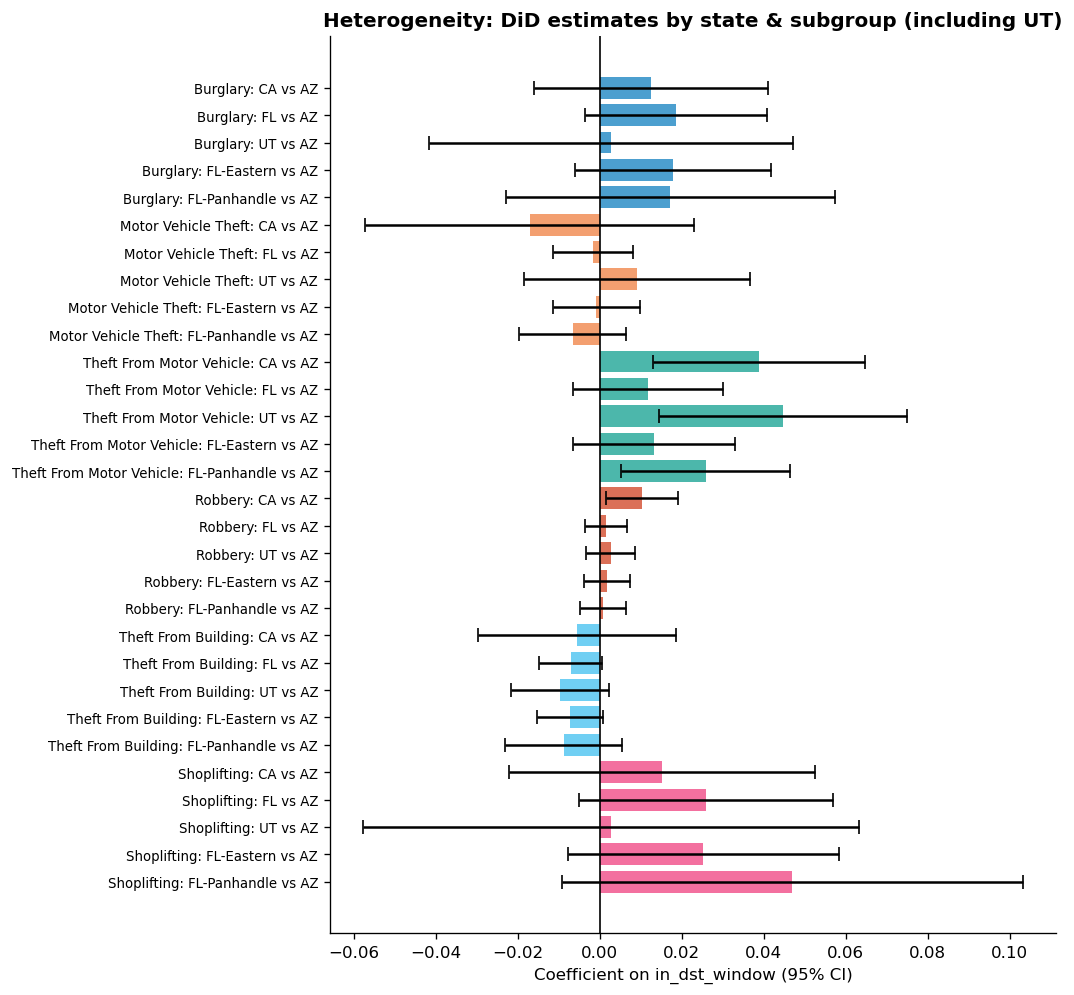 Heterogeneity: DiD estimates by state & subgroup (including UT)
Burglary: CA vs AZ
Burglary: FL vs AZ
Burglary: UT vs AZ
Burglary: FL-Eastern vs AZ
Burglary: FL-Panhandle vs AZ
Motor Vehicle Theft: CA vs AZ
Motor Vehicle Theft: FL vs AZ
Motor Vehicle Theft: UT vs AZ
Motor Vehicle Theft: FL-Eastern vs AZ
Motor Vehicle Theft: FL-Panhandle vs AZ
Theft From Motor Vehicle: CA vs AZ
Theft From Motor Vehicle: FL vs AZ
Theft From Motor Vehicle: UT vs AZ
Theft From Motor Vehicle: FL-Eastern vs AZ
Theft From Motor Vehicle: FL-Panhandle vs AZ
Robbery: CA vs AZ
Robbery: FL vs AZ
Robbery: UT vs AZ
Robbery: FL-Eastern vs AZ
Robbery: FL-Panhandle vs AZ
Theft From Building: CA vs AZ
Theft From Building: FL vs AZ
Theft From Building: UT vs AZ
Theft From Building: FL-Eastern vs AZ
Theft From Building: FL-Panhandle vs AZ
Shoplifting: CA vs AZ
Shoplifting: FL vs AZ
Shoplifting: UT vs AZ
Shoplifting: FL-Eastern vs AZ
Shoplifting: FL-Panhandle vs AZ
−0.06 −0.04 −0.02 0.00 0.02 0.04 0.06 0.08 0.10
Coefficient on in_dst_window (95% CI)